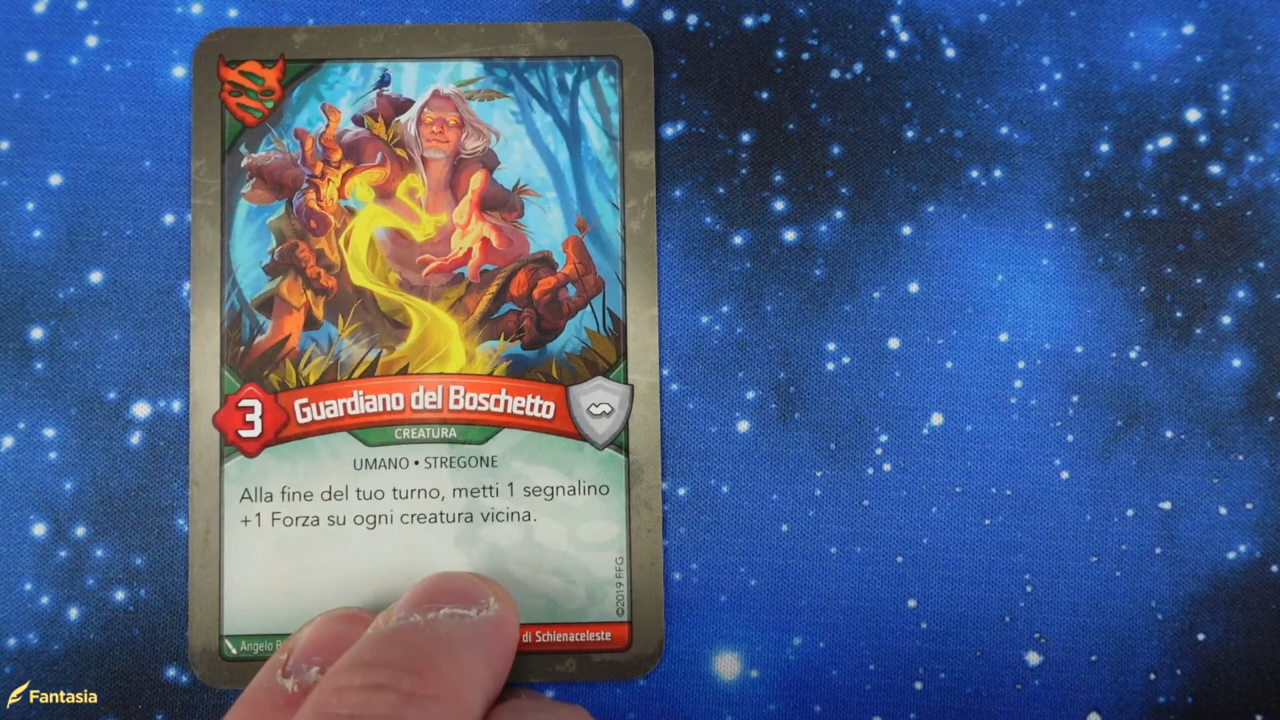 3
Guardiano del Boschetto
CREATURA
UMANO • STREGONE
Alla fine del tuo turno, metti 1 segnalino
+1 Forza su ogni creatura vicina.
©2019 FFG
Angelo
di Schienaceleste
Fantasia